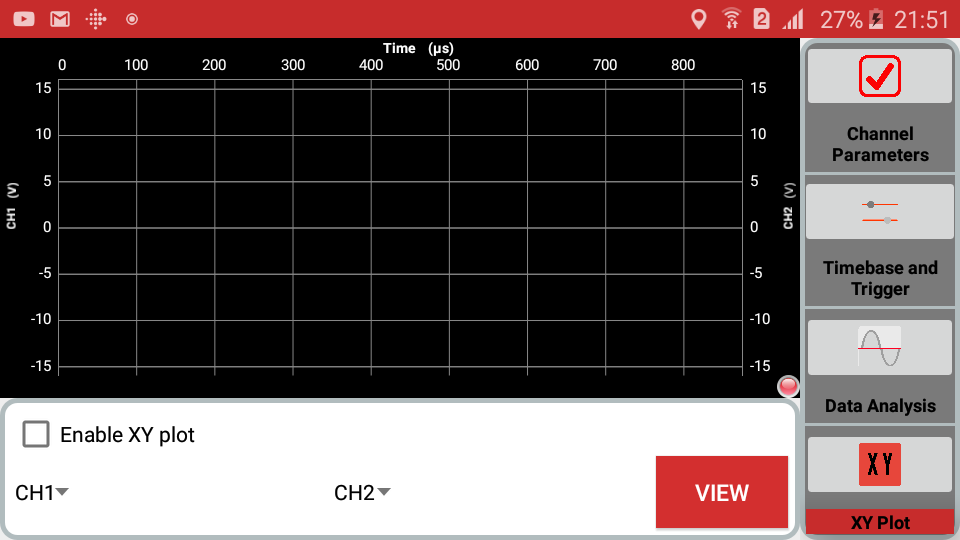 2 27% 21:51
Time (µs)
0 100 200 300 400 500 600 700 800
15 15
10 10
5 5
CH1 (V) 0 0 CH2 (V)
-5 -5
-10 -10
-15 -15
Enable XY plot
CH1 CH2 VIEW
Channel
Parameters
Timebase and
Trigger
Data Analysis
XY
XY Plot